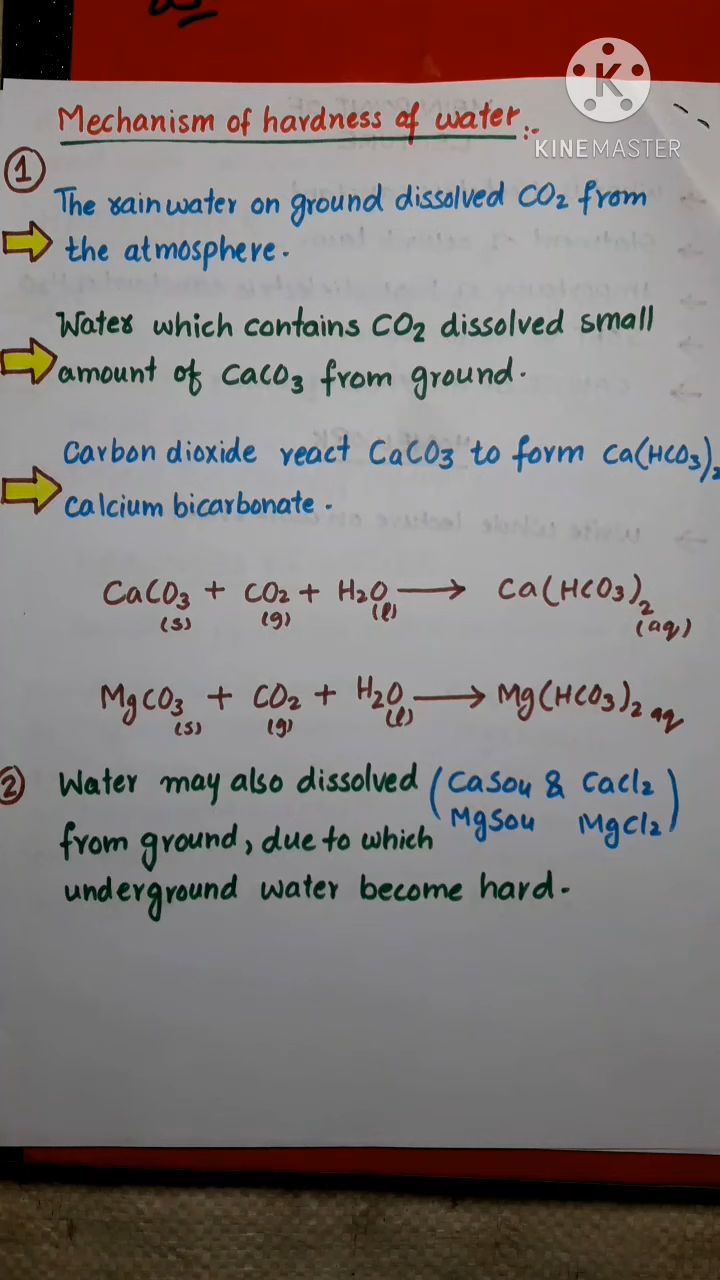 K
KINEMASTER
Mechanism of hardness of water:-
1
The rain water on ground dissolved CO2 from
the atmosphere.
Water which contains CO2 dissolved small
amount of CaCO3 from ground.
Carbon dioxide react CaCO3 to form Ca(HCO3)2
calcium bicarbonate.
CaCO3 + CO2 + H2O ⟶ Ca(HCO3)2
(s) (g) (l) (aq)
MgCO3 + CO2 + H2O ⟶ Mg(HCO3)2 aq
(s) (g) (l)
2 Water may also dissolved (CaSO4 & CaCl2
MgSO4 MgCl2)
from ground, due to which
underground water become hard.